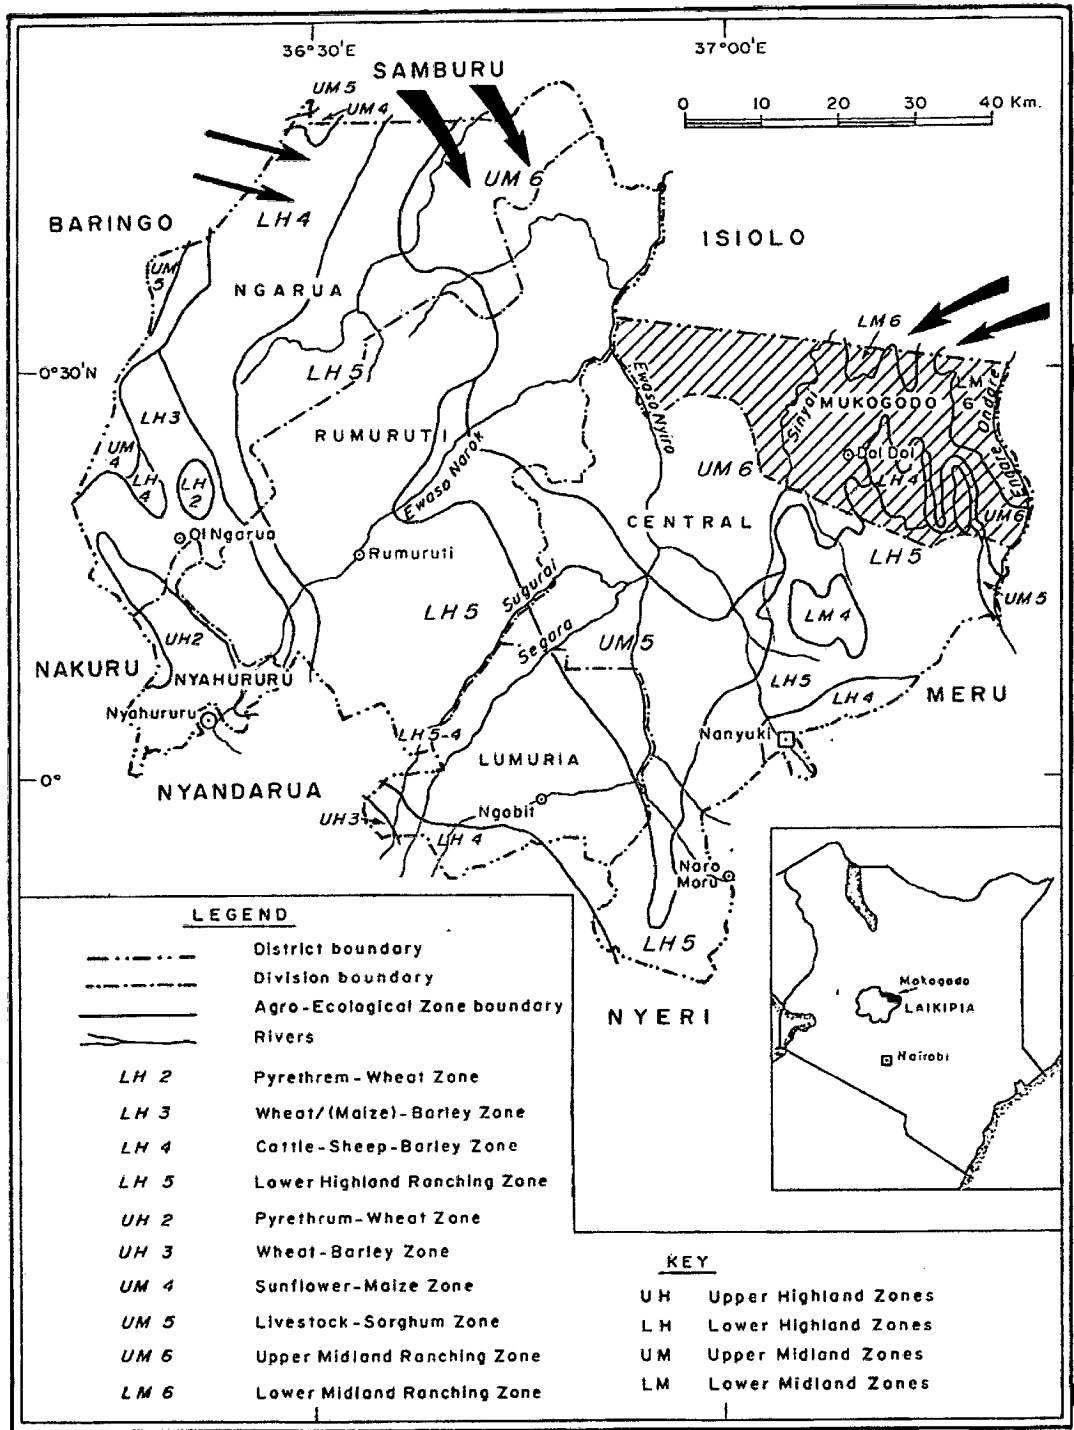 36°30'E
37°00'E
SAMBURU
UM 5
UM 4
0 10 20 30 40 Km.
UM 6
LH 4
BARINGO
ISIOLO
UM
5
NGARUA
LM 6
0°30'N
LH 5
Ewaso Nyiro
Sinyai
MUKOGODO
LM
6
Ondare
Engare
LH 3
RUMURUTI
Ewaso Narok
UM
4
LH
4
LH
2
UM 6
Dol Dol
LH 4
UM 6
CENTRAL
Ol Ngarua
Rumuruti
LH 5
LH 5
Suguroi
Segara
UM 5
LM 4
UM 5
UH2
NAKURU
NYAHURURU
LH5
LH 4
MERU
Nyahururu
LH 5-4
Nanyuki
0°
LUMURIA
NYANDARUA
UH 3
Ngobit
LH 4
Naro
Moru
LH 5
NYERI
Mokogodo
LAIKIPIA
Nairobi
LEGEND
District boundary
Division boundary
Agro-Ecological Zone boundary
Rivers
LH 2 Pyrethrem-Wheat Zone
LH 3 Wheat/(Maize)-Barley Zone
LH 4 Cattle-Sheep-Barley Zone
LH 5 Lower Highland Ranching Zone
UH 2 Pyrethrum-Wheat Zone
UH 3 Wheat-Barley Zone
UM 4 Sunflower-Maize Zone
UM 5 Livestock-Sorghum Zone
UM 6 Upper Midland Ranching Zone
LM 6 Lower Midland Ranching Zone
KEY
UH Upper Highland Zones
LH Lower Highland Zones
UM Upper Midland Zones
LM Lower Midland Zones